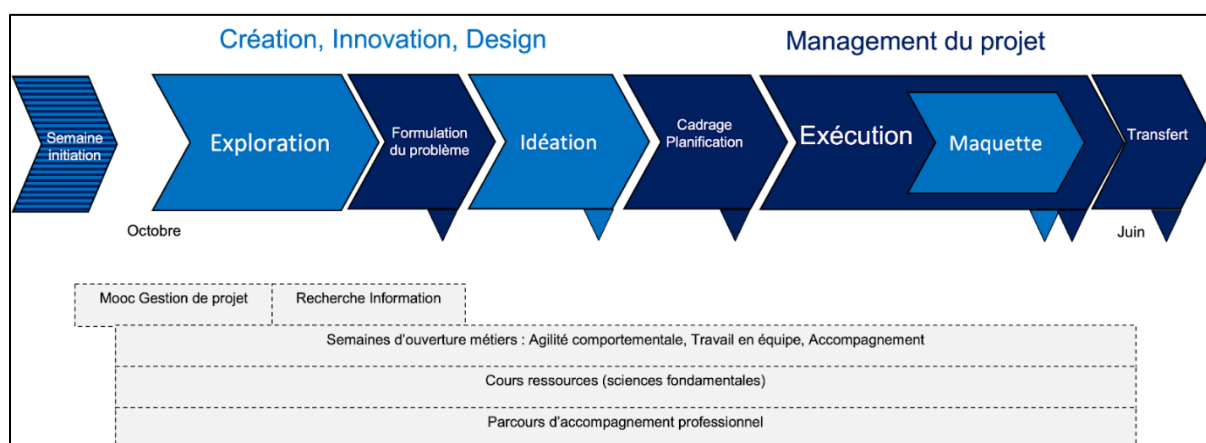 Création, Innovation, Design
Management du projet
Semaine
initiation
Exploration
Formulation
du problème
Idéation
Cadrage
Planification
Exécution
Maquette
Transfert
Octobre
Juin
Mooc Gestion de projet
Recherche Information
Semaines d'ouverture métiers : Agilité comportementale, Travail en équipe, Accompagnement
Cours ressources (sciences fondamentales)
Parcours d'accompagnement professionnel